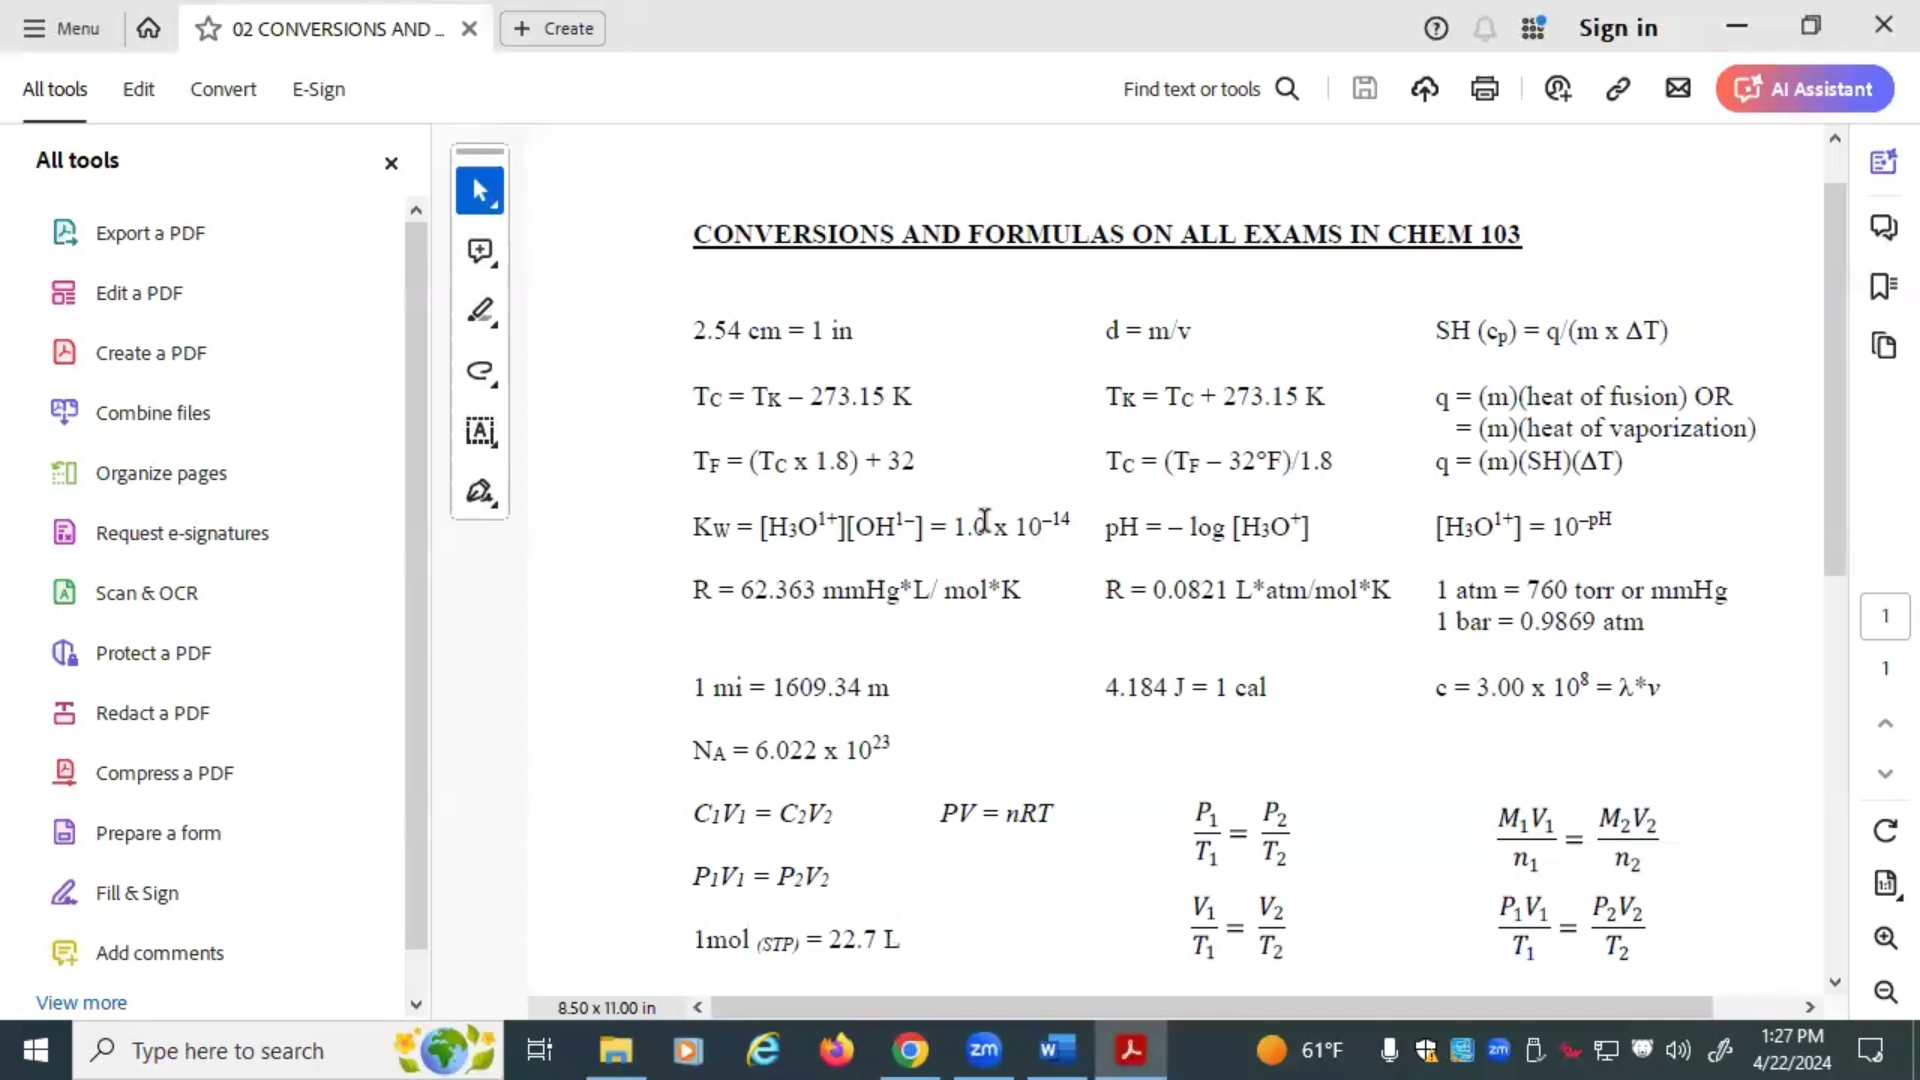 Menu
02 CONVERSIONS AND ...
Create
Sign in
All tools
Edit
Convert
E-Sign
Find text or tools
AI Assistant
All tools
Export a PDF
Edit a PDF
Create a PDF
Combine files
Organize pages
Request e-signatures
Scan & OCR
Protect a PDF
Redact a PDF
Compress a PDF
Prepare a form
Fill & Sign
Add comments
View more
CONVERSIONS AND FORMULAS ON ALL EXAMS IN CHEM 103
2.54 cm = 1 in d = m/v SH (cₚ) = q/(m x ΔT)
TC = TK – 273.15 K TK = TC + 273.15 K q = (m)(heat of fusion) OR
= (m)(heat of vaporization)
TF = (TC x 1.8) + 32 TC = (TF – 32°F)/1.8 q = (m)(SH)(ΔT)
KW = [H₃O¹⁺][OH¹⁻] = 1.0 x 10⁻¹⁴ pH = – log [H₃O⁺] [H₃O¹⁺] = 10⁻ᵖᴴ
R = 62.363 mmHg*L/ mol*K R = 0.0821 L*atm/mol*K 1 atm = 760 torr or mmHg
1 bar = 0.9869 atm
1 mi = 1609.34 m 4.184 J = 1 cal c = 3.00 x 10⁸ = λ*v
NA = 6.022 x 10²³
C₁V₁ = C₂V₂ PV = nRT P₁/T₁ = P₂/T₂ M₁V₁/n₁ = M₂V₂/n₂
P₁V₁ = P₂V₂
V₁/T₁ = V₂/T₂ P₁V₁/T₁ = P₂V₂/T₂
1mol (STP) = 22.7 L
8.50 x 11.00 in
1
1
1:1
Type here to search
zm
W
61°F
zm
1:27 PM
4/22/2024